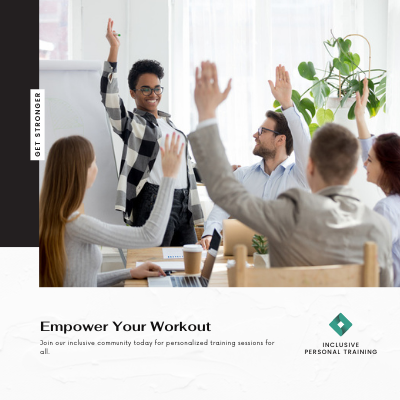 GET STRONGER
Empower Your Workout
Join our inclusive community today for personalized training sessions for
all.
INCLUSIVE
PERSONAL TRAINING